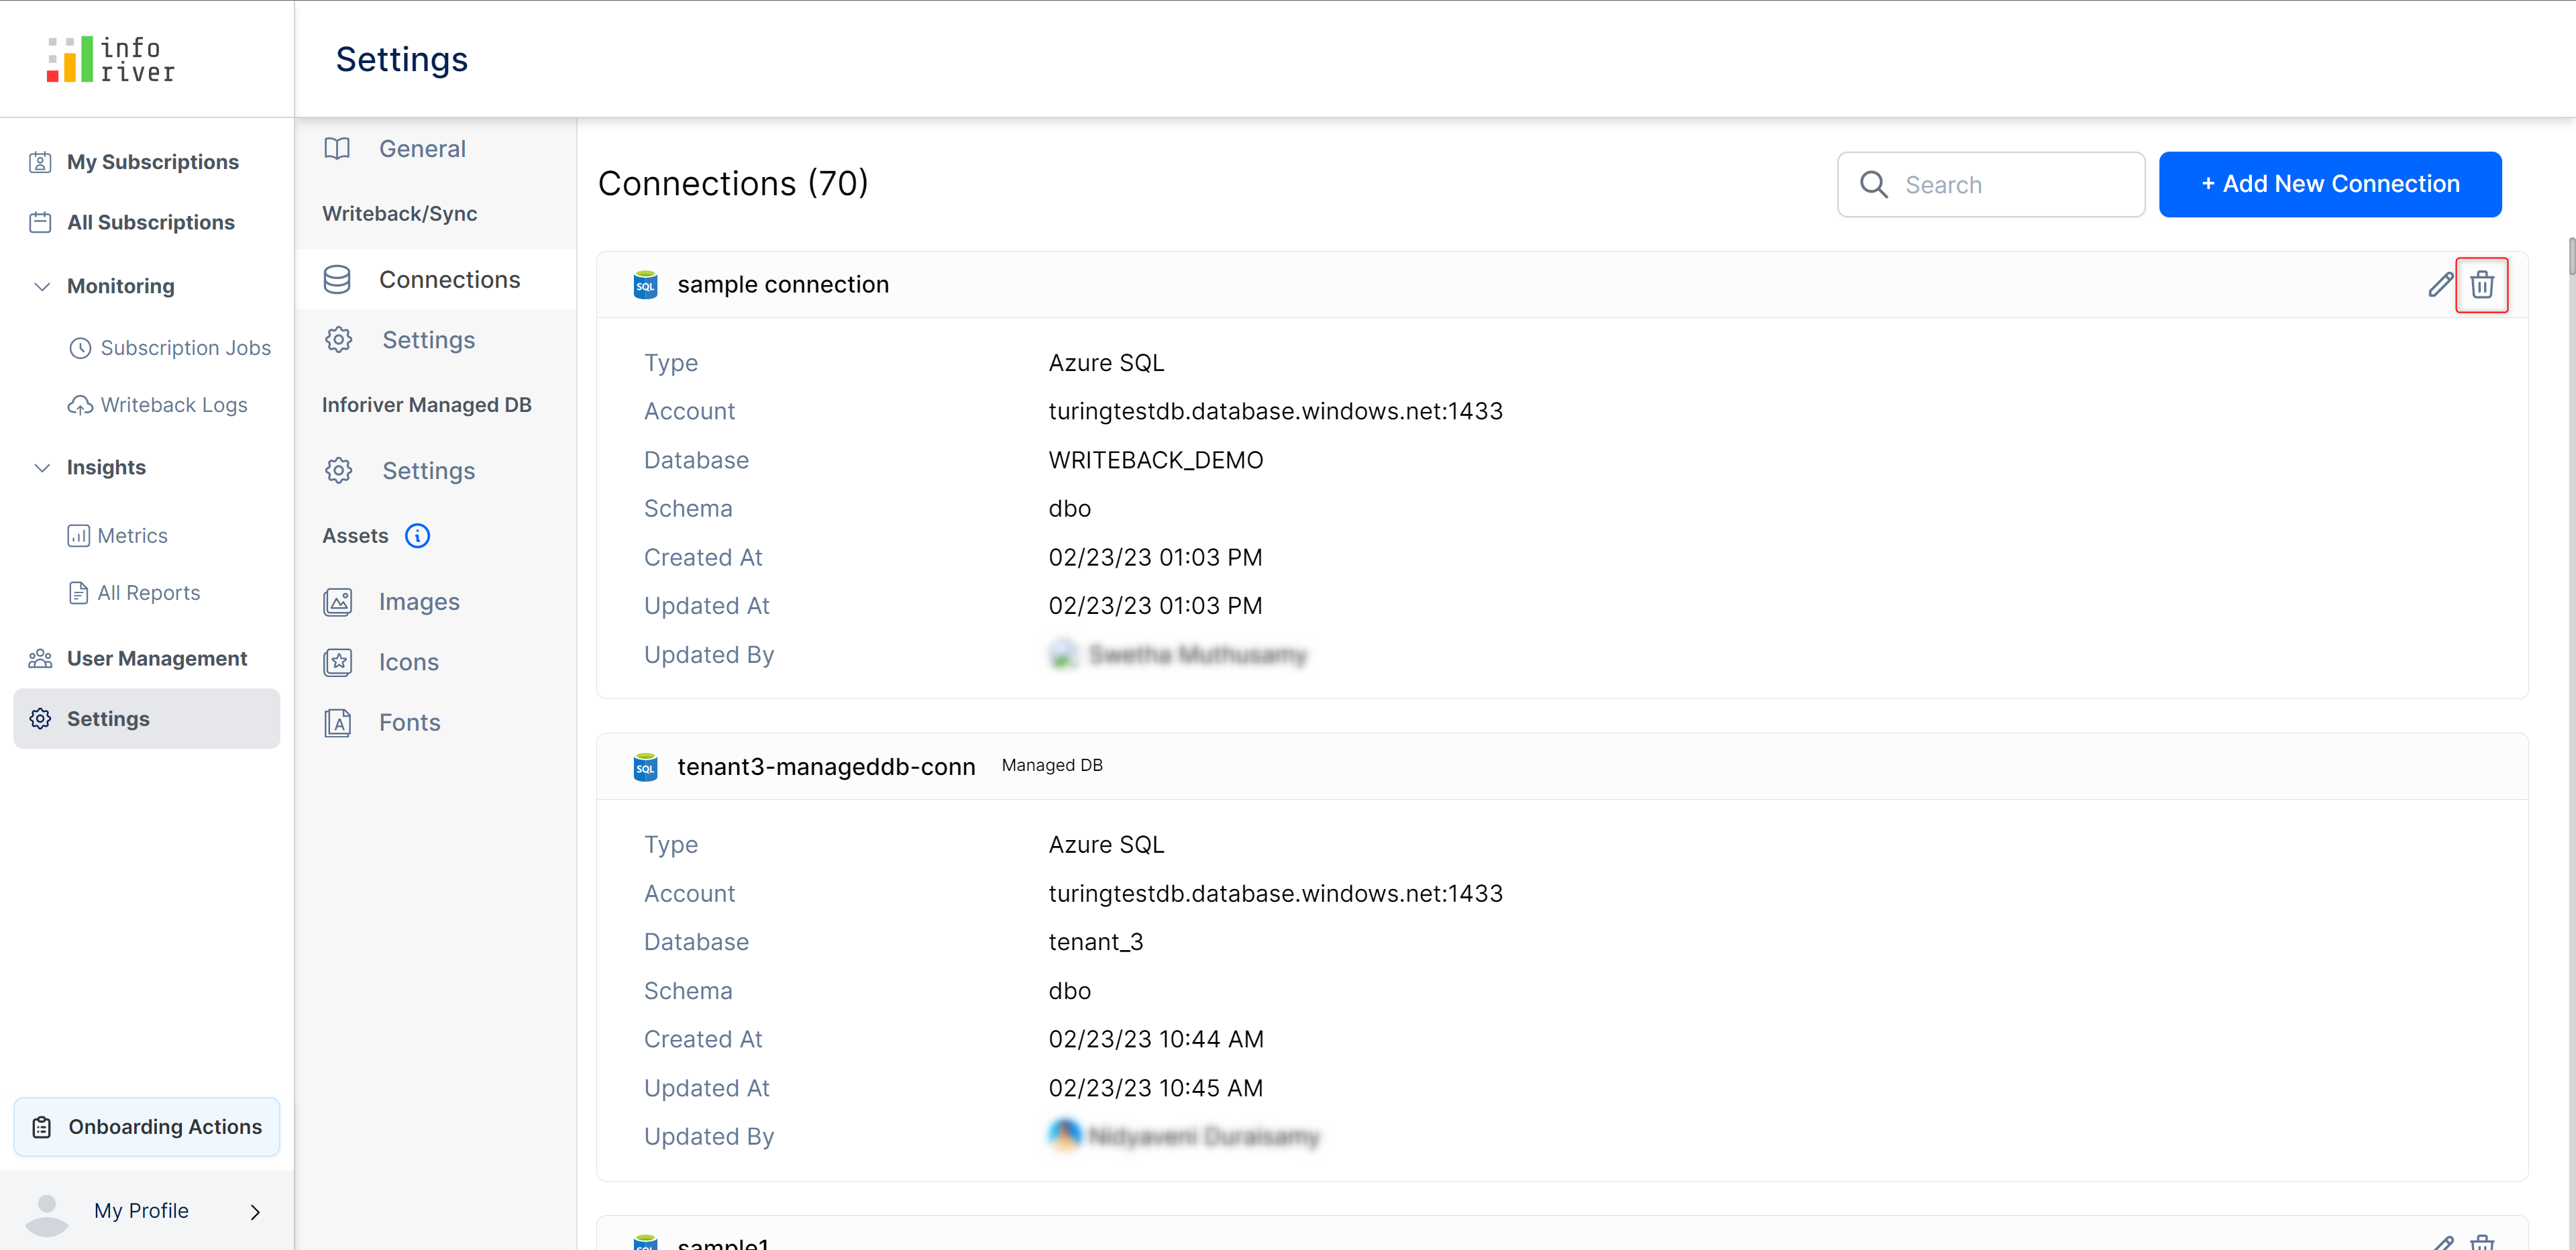 info
river
Settings
My Subscriptions
All Subscriptions
Monitoring
Subscription Jobs
Writeback Logs
Insights
Metrics
All Reports
User Management
Settings
Onboarding Actions
My Profile
General
Writeback/Sync
Connections
Settings
Inforiver Managed DB
Settings
Assets
Images
Icons
Fonts
Connections (70)
Search
+ Add New Connection
SQL sample connection
Type Azure SQL
Account turingtestdb.database.windows.net:1433
Database WRITEBACK_DEMO
Schema dbo
Created At 02/23/23 01:03 PM
Updated At 02/23/23 01:03 PM
Updated By Swetha Muthusamy
SQL tenant3-manageddb-conn Managed DB
Type Azure SQL
Account turingtestdb.database.windows.net:1433
Database tenant_3
Schema dbo
Created At 02/23/23 10:44 AM
Updated At 02/23/23 10:45 AM
Updated By
SQL sample1